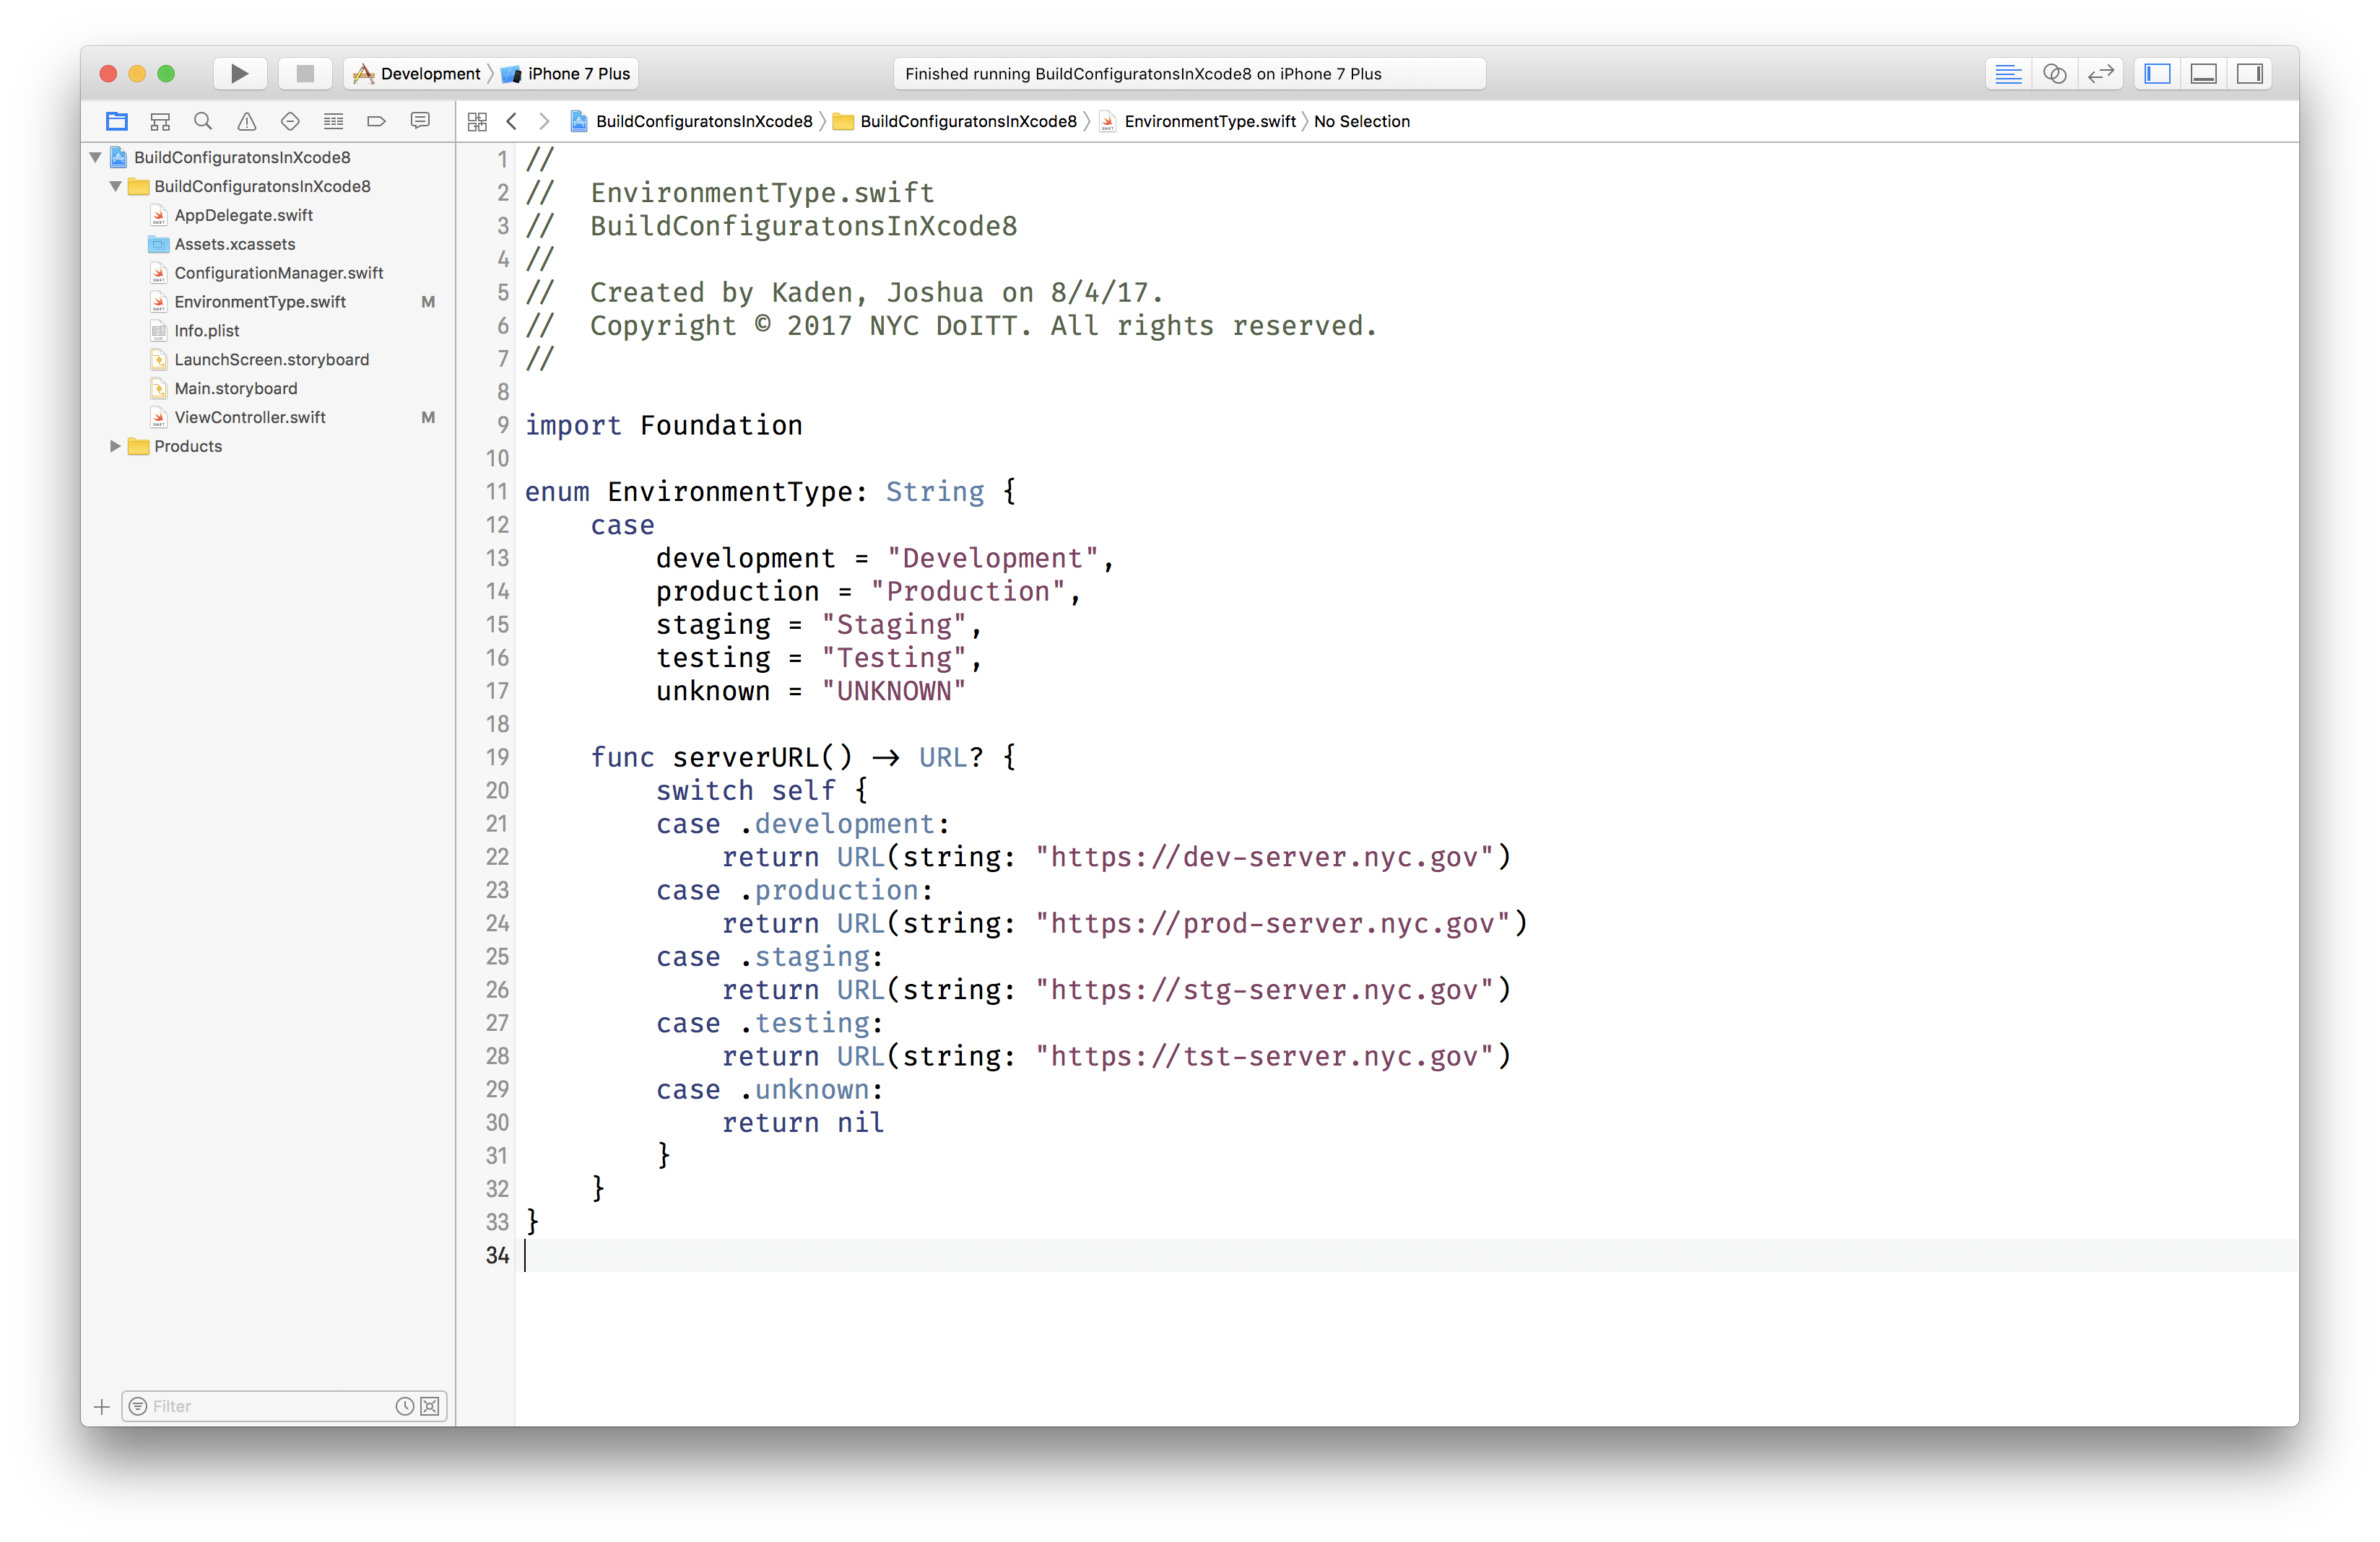 Development 〉 iPhone 7 Plus
Finished running BuildConfiguratonsInXcode8 on iPhone 7 Plus
BuildConfiguratonsInXcode8 〉 BuildConfiguratonsInXcode8 〉 EnvironmentType.swift 〉 No Selection
BuildConfiguratonsInXcode8
BuildConfiguratonsInXcode8
AppDelegate.swift
Assets.xcassets
ConfigurationManager.swift
EnvironmentType.swift M
Info.plist
LaunchScreen.storyboard
Main.storyboard
ViewController.swift M
Products
Filter
1 //
2 //  EnvironmentType.swift
3 //  BuildConfiguratonsInXcode8
4 //
5 //  Created by Kaden, Joshua on 8/4/17.
6 //  Copyright © 2017 NYC DoITT. All rights reserved.
7 //
8
9 import Foundation
10
11 enum EnvironmentType: String {
12     case
13         development = "Development",
14         production = "Production",
15         staging = "Staging",
16         testing = "Testing",
17         unknown = "UNKNOWN"
18
19     func serverURL() → URL? {
20         switch self {
21         case .development:
22             return URL(string: "https://dev-server.nyc.gov")
23         case .production:
24             return URL(string: "https://prod-server.nyc.gov")
25         case .staging:
26             return URL(string: "https://stg-server.nyc.gov")
27         case .testing:
28             return URL(string: "https://tst-server.nyc.gov")
29         case .unknown:
30             return nil
31         }
32     }
33 }
34